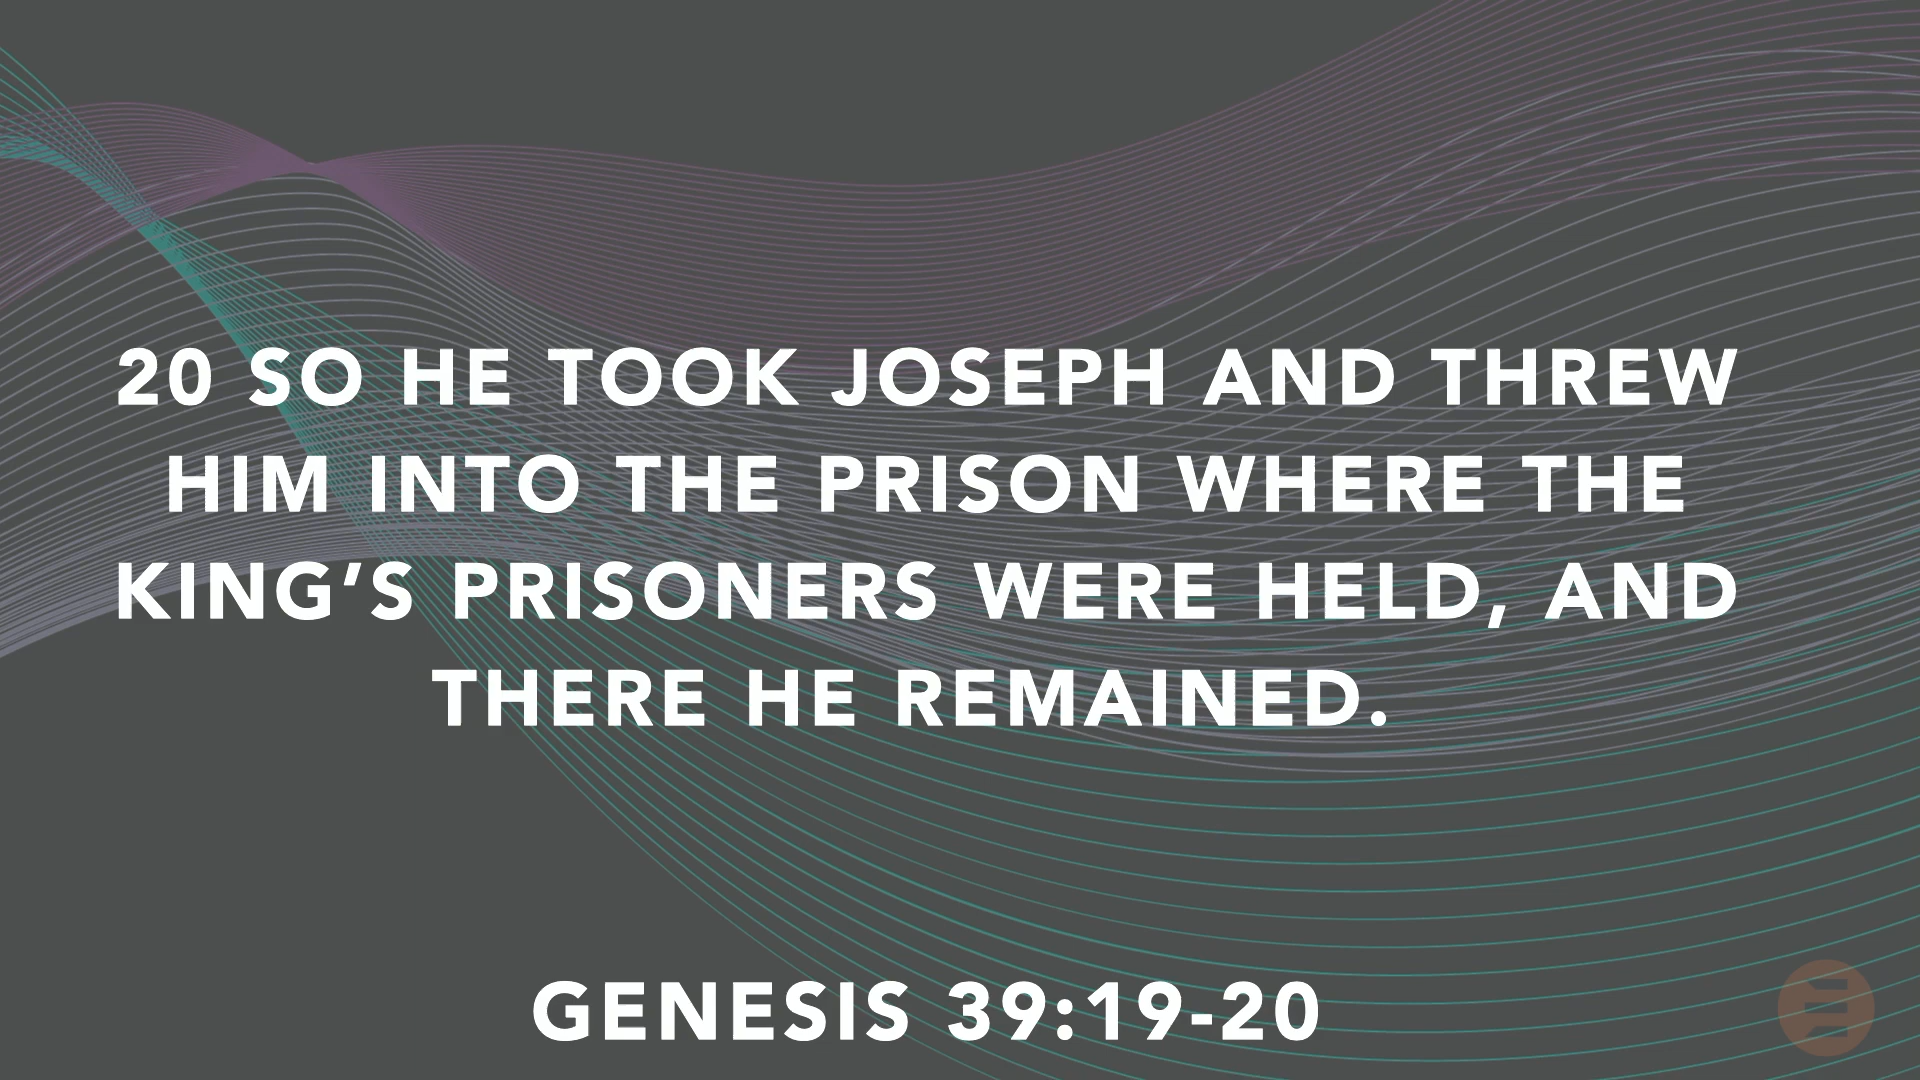 20 SO HE TOOK JOSEPH AND THREW
HIM INTO THE PRISON WHERE THE
KING’S PRISONERS WERE HELD, AND
THERE HE REMAINED.
GENESIS 39:19-20